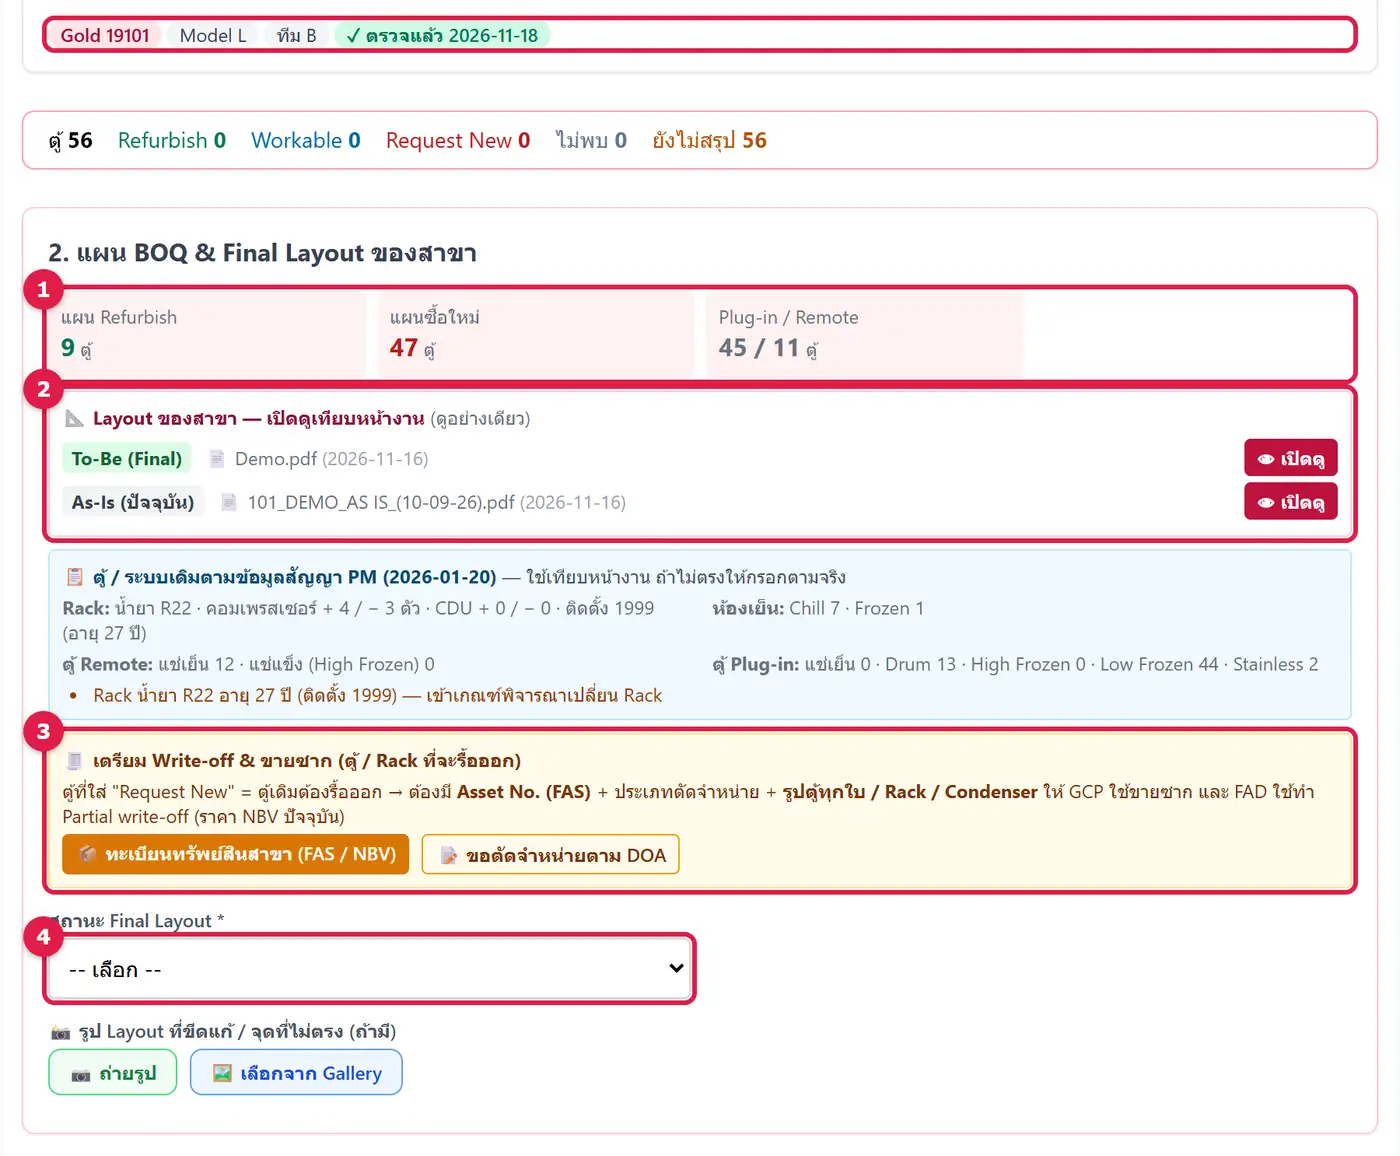 Gold 19101 Model L ทีม B ✓ ตรวจแล้ว 2026-11-18
ตู้ 56 Refurbish 0 Workable 0 Request New 0 ไม่พบ 0 ยังไม่สรุป 56
2. แผน BOQ & Final Layout ของสาขา
1
แผน Refurbish
9 ตู้
แผนซื้อใหม่
47 ตู้
Plug-in / Remote
45 / 11 ตู้
2
Layout ของสาขา — เปิดดูเทียบหน้างาน (ดูอย่างเดียว)
To-Be (Final) Demo.pdf (2026-11-16) เปิดดู
As-Is (ปัจจุบัน) 101_DEMO_AS IS_(10-09-26).pdf (2026-11-16) เปิดดู
ตู้ / ระบบเดิมตามข้อมูลสัญญา PM (2026-01-20) — ใช้เทียบหน้างาน ถ้าไม่ตรงให้กรอกตามจริง
Rack: น้ำยา R22 · คอมเพรสเซอร์ + 4 / − 3 ตัว · CDU + 0 / − 0 · ติดตั้ง 1999
(อายุ 27 ปี)
ห้องเย็น: Chill 7 · Frozen 1
ตู้ Remote: แช่เย็น 12 · แช่แข็ง (High Frozen) 0
ตู้ Plug-in: แช่เย็น 0 · Drum 13 · High Frozen 0 · Low Frozen 44 · Stainless 2
• Rack น้ำยา R22 อายุ 27 ปี (ติดตั้ง 1999) — เข้าเกณฑ์พิจารณาเปลี่ยน Rack
3
เตรียม Write-off & ขายซาก (ตู้ / Rack ที่จะรื้อออก)
ตู้ที่ใส่ "Request New" = ตู้เดิมต้องรื้อออก → ต้องมี Asset No. (FAS) + ประเภทตัดจำหน่าย + รูปตู้ทุกใบ / Rack / Condenser ให้ GCP ใช้ขายซาก และ FAD ใช้ทำ
Partial write-off (ราคา NBV ปัจจุบัน)
ทะเบียนทรัพย์สินสาขา (FAS / NBV) ขอตัดจำหน่ายตาม DOA
สถานะ Final Layout *
4
-- เลือก --
รูป Layout ที่ขีดแก้ / จุดที่ไม่ตรง (ถ้ามี)
ถ่ายรูป เลือกจาก Gallery